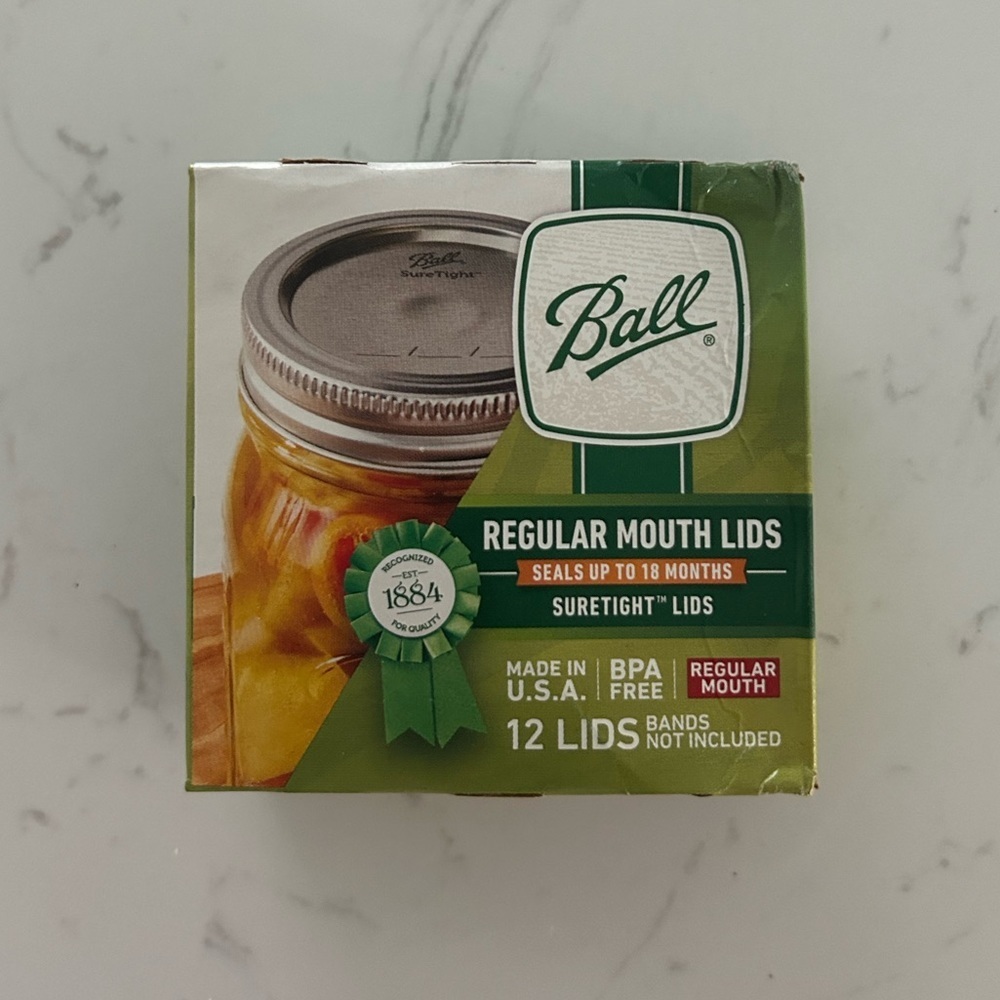 Ball
SureTight™
Ball®
REGULAR MOUTH LIDS
SEALS UP TO 18 MONTHS
SURETIGHT™ LIDS
RECOGNIZED
EST.
1884
FOR QUALITY
MADE IN
U.S.A.
BPA
FREE
REGULAR
MOUTH
12 LIDS
BANDS
NOT INCLUDED